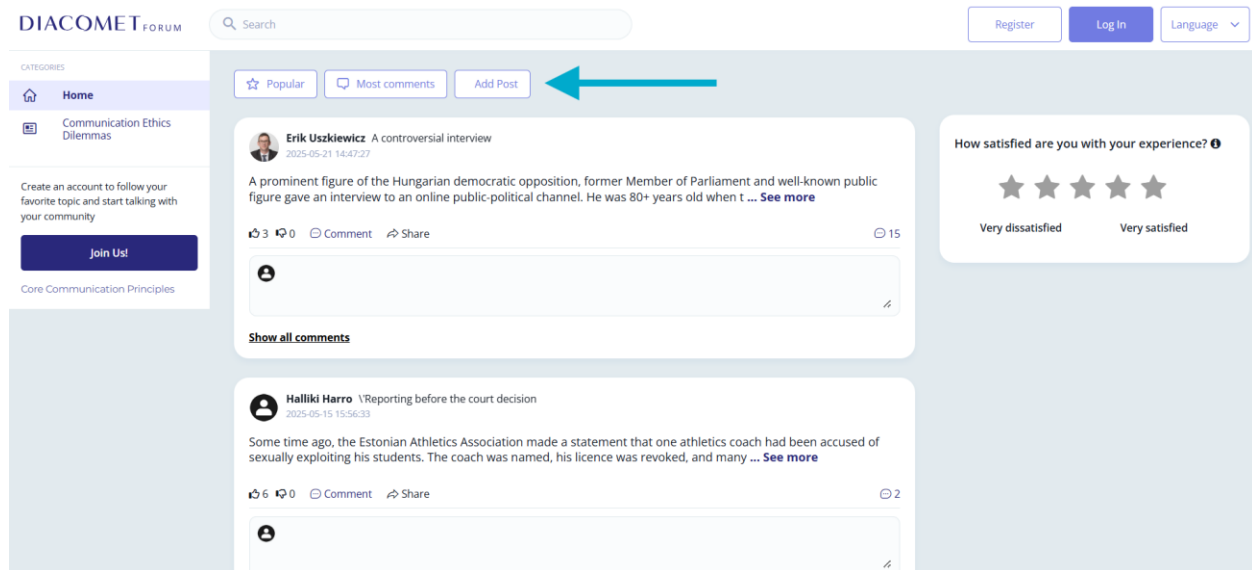 DIACOMET FORUM
Search
Register
Log In
Language
CATEGORIES
Home
Communication Ethics
Dilemmas
Create an account to follow your
favorite topic and start talking with
your community
Join Us!
Core Communication Principles
Popular
Most comments
Add Post
Erik Uszkiewicz A controversial interview
2025-05-21 14:47:27
A prominent figure of the Hungarian democratic opposition, former Member of Parliament and well-known public
figure gave an interview to an online public-political channel. He was 80+ years old when t ... See more
3 0 Comment Share 15
Show all comments
Halliki Harro \'Reporting before the court decision
2025-05-15 15:56:33
Some time ago, the Estonian Athletics Association made a statement that one athletics coach had been accused of
sexually exploiting his students. The coach was named, his licence was revoked, and many ... See more
6 0 Comment Share 2
How satisfied are you with your experience?
Very dissatisfied Very satisfied